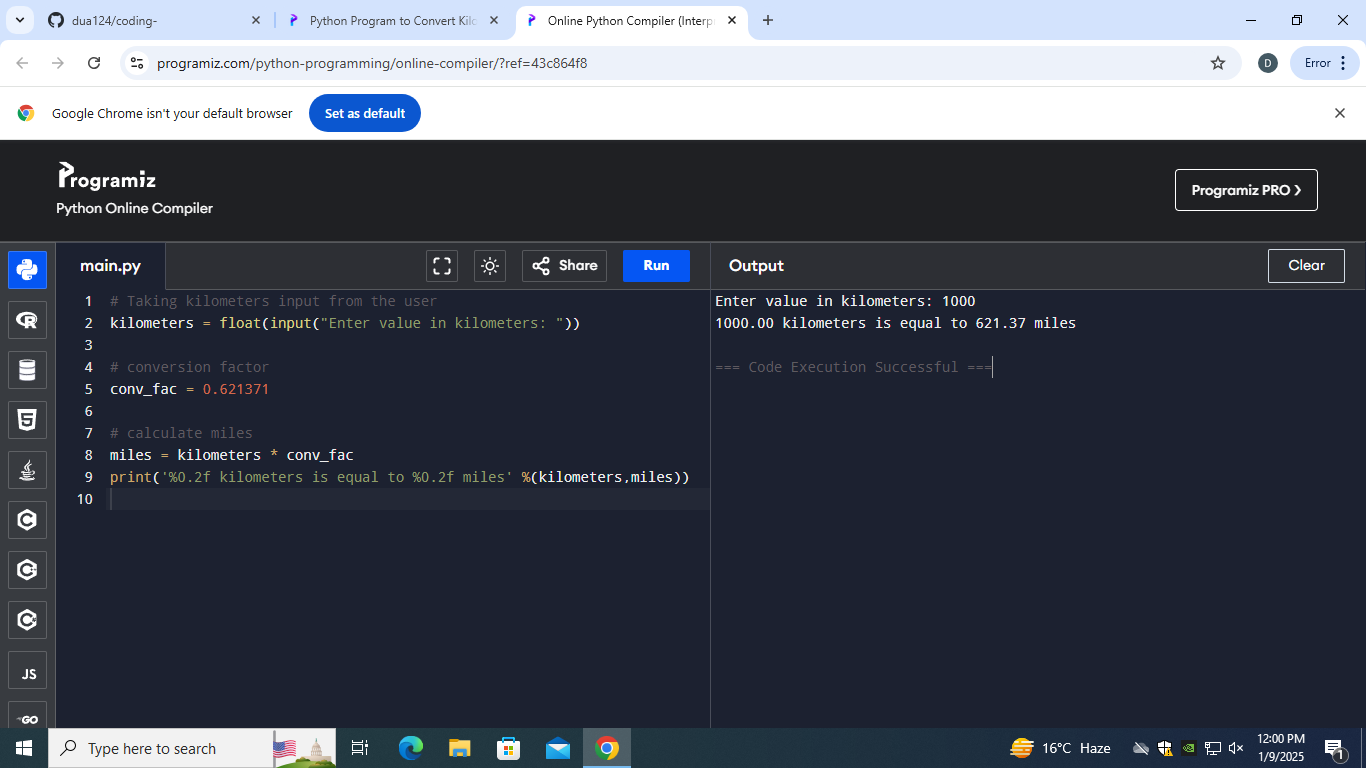 dua124/coding-
Python Program to Convert Kilo
Online Python Compiler (Interp
programiz.com/python-programming/online-compiler/?ref=43c864f8
D
Error
Google Chrome isn't your default browser
Set as default
Programiz
Python Online Compiler
Programiz PRO
main.py
Share
Run
Output
Clear
1 # Taking kilometers input from the user
2 kilometers = float(input("Enter value in kilometers: "))
3
4 # conversion factor
5 conv_fac = 0.621371
6
7 # calculate miles
8 miles = kilometers * conv_fac
9 print('%0.2f kilometers is equal to %0.2f miles' %(kilometers,miles))
10
Enter value in kilometers: 1000
1000.00 kilometers is equal to 621.37 miles
=== Code Execution Successful ===
R
5
C
C
C
JS
GO
Type here to search
16°C Haze
12:00 PM
1/9/2025
1